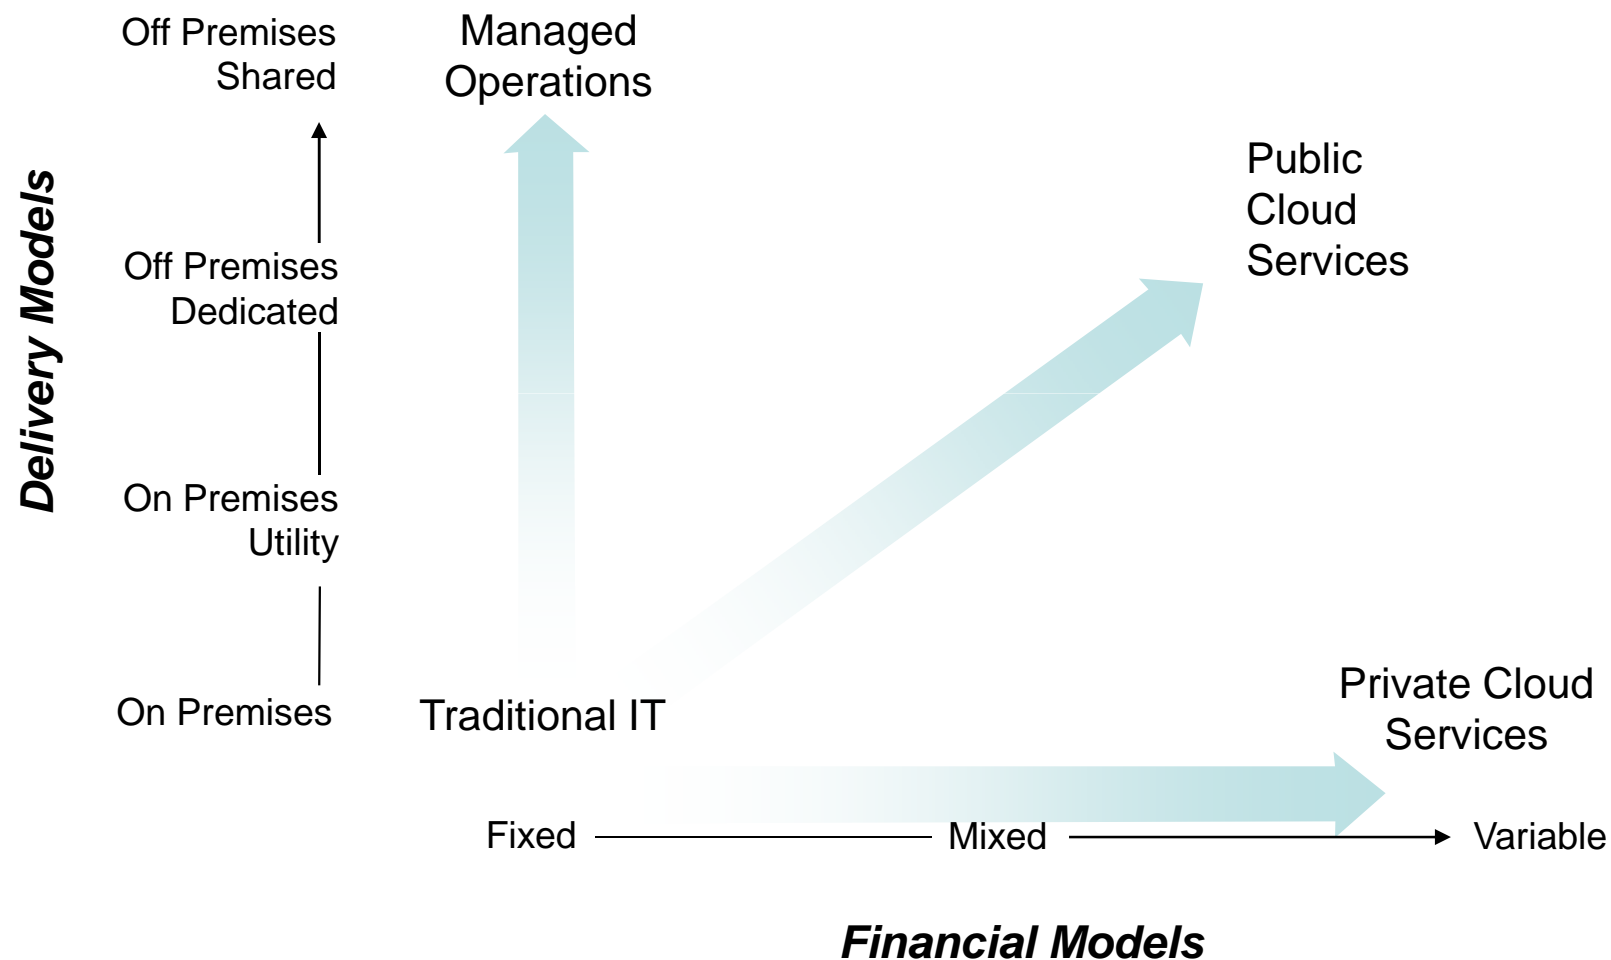 Off Premises
Shared
Managed
Operations
Public
Cloud
Services
Delivery Models
Off Premises
Dedicated
On Premises
Utility
On Premises
Traditional IT
Private Cloud
Services
Fixed
Mixed
Variable
Financial Models